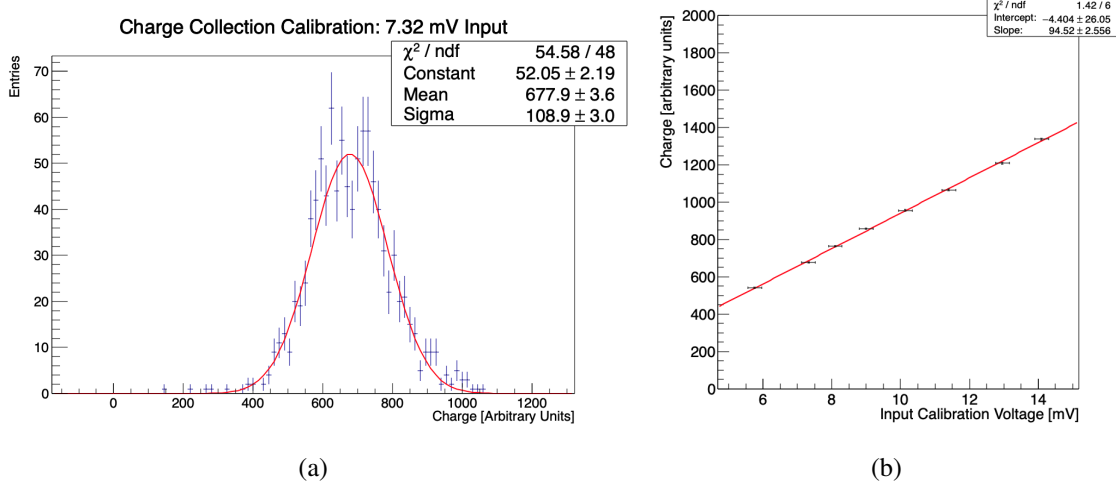 Charge Collection Calibration: 7.32 mV Input
χ² / ndf 54.58 / 48
Constant 52.05 ± 2.19
Mean 677.9 ± 3.6
Sigma 108.9 ± 3.0
Entries
70
60
50
40
30
20
10
0
0 200 400 600 800 1000 1200
Charge [Arbitrary Units]
(a)
χ² / ndf 1.42 / 6
Intercept: −4.404 ± 26.05
Slope: 94.52 ± 2.556
Charge [arbitrary units]
2000
1800
1600
1400
1200
1000
800
600
400
200
0
6 8 10 12 14
Input Calibration Voltage [mV]
(b)